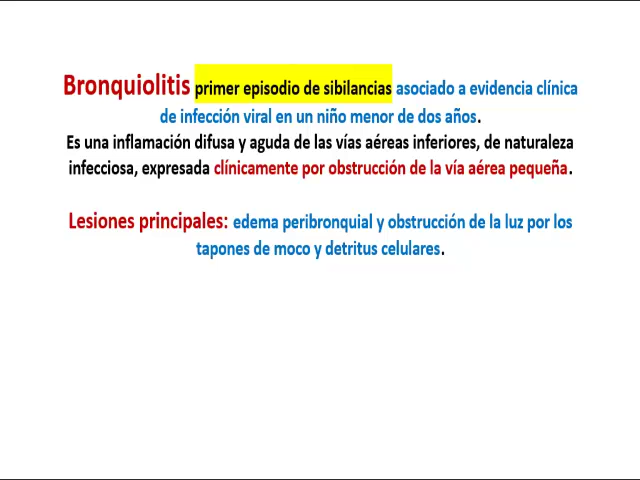 Bronquiolitis primer episodio de sibilancias asociado a evidencia clínica
de infección viral en un niño menor de dos años.
Es una inflamación difusa y aguda de las vías aéreas inferiores, de naturaleza
infecciosa, expresada clínicamente por obstrucción de la vía aérea pequeña.
Lesiones principales: edema peribronquial y obstrucción de la luz por los
tapones de moco y detritus celulares.